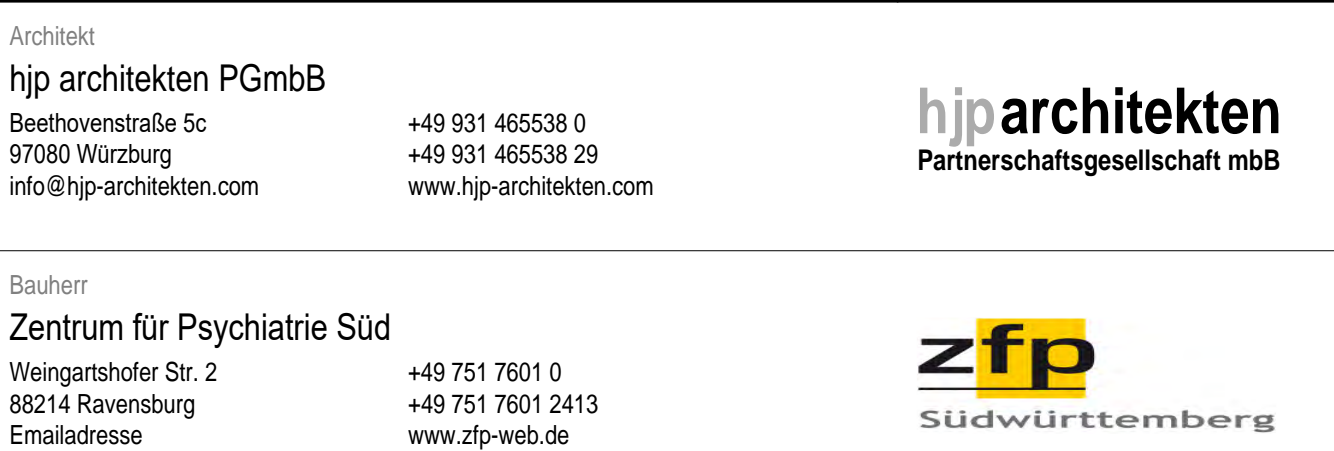 Architekt
hjp architekten PGmbB
Beethovenstraße 5c +49 931 465538 0
97080 Würzburg +49 931 465538 29
info@hjp-architekten.com www.hjp-architekten.com
hjparchitekten
Partnerschaftsgesellschaft mbB
Bauherr
Zentrum für Psychiatrie Süd
Weingartshofer Str. 2 +49 751 7601 0
88214 Ravensburg +49 751 7601 2413
Emailadresse www.zfp-web.de
zfp
Südwürttemberg